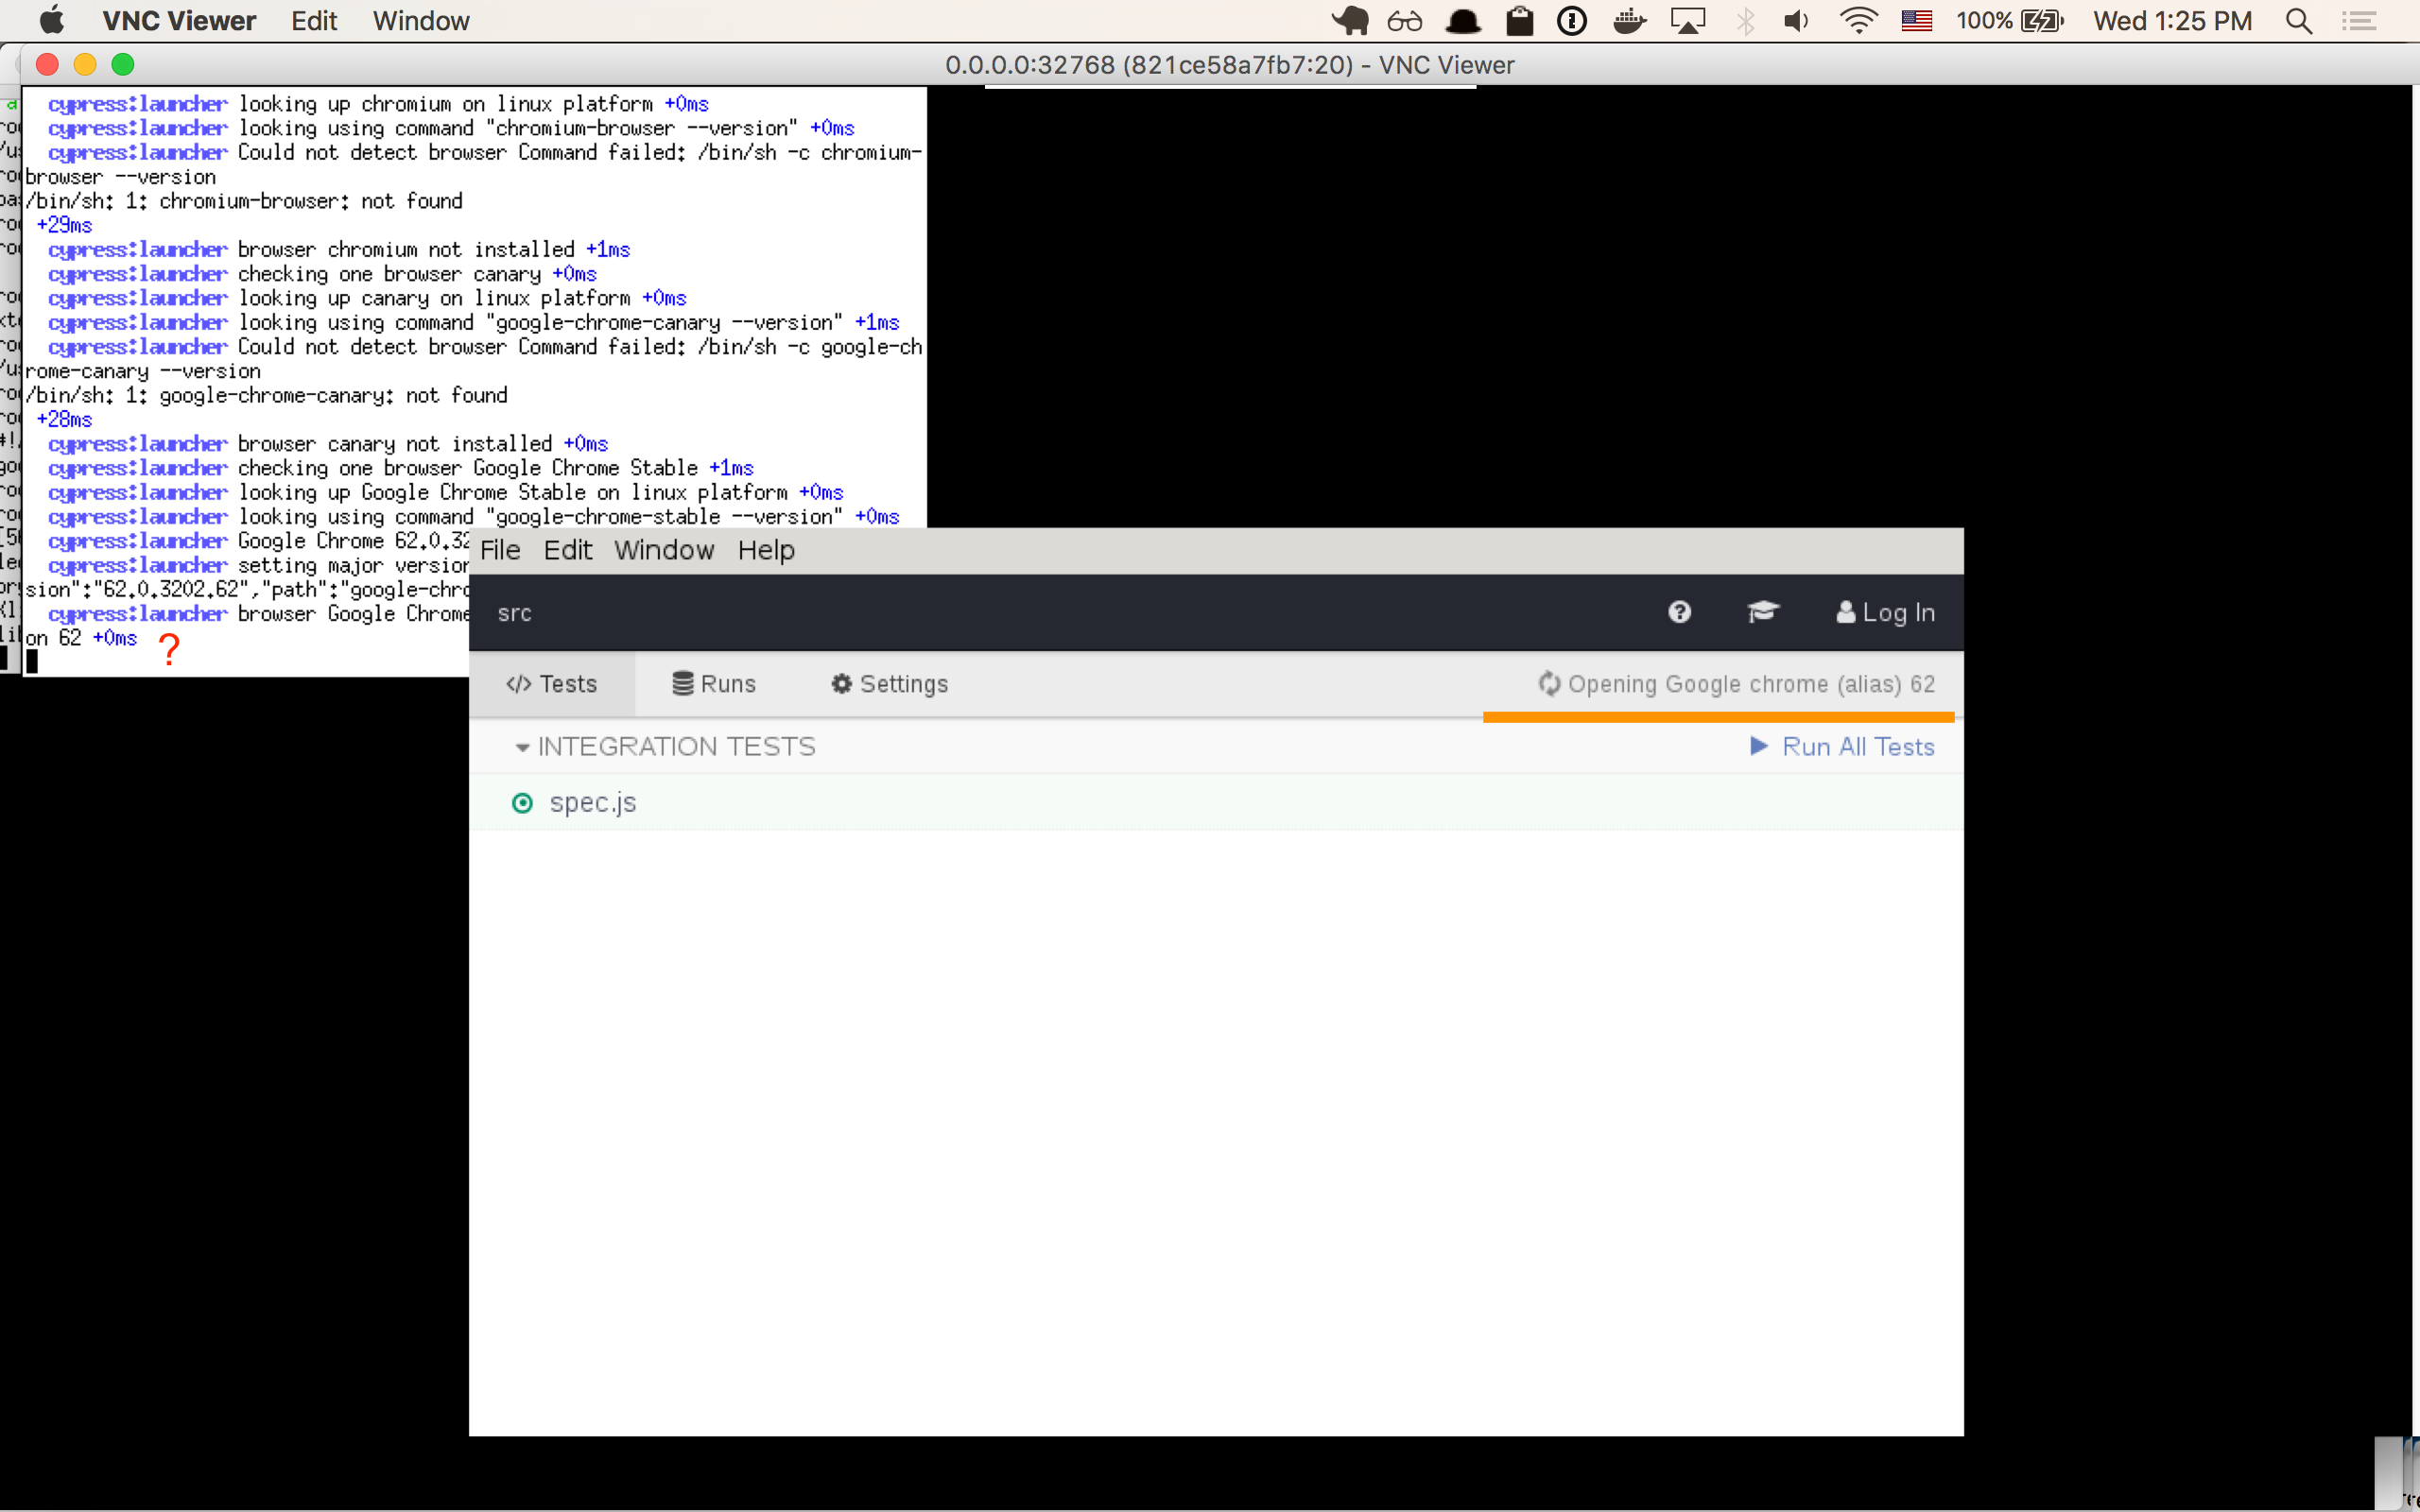 VNC Viewer Edit Window 100% Wed 1:25 PM
0.0.0.0:32768 (821ce58a7fb7:20) - VNC Viewer
cypress:launcher looking up chromium on linux platform +0ms
cypress:launcher looking using command "chromium-browser --version" +0ms
cypress:launcher Could not detect browser Command failed: /bin/sh -c chromium-
browser --version
/bin/sh: 1: chromium-browser: not found
+29ms
cypress:launcher browser chromium not installed +1ms
cypress:launcher checking one browser canary +0ms
cypress:launcher looking up canary on linux platform +0ms
cypress:launcher looking using command "google-chrome-canary --version" +1ms
cypress:launcher Could not detect browser Command failed: /bin/sh -c google-ch
rome-canary --version
/bin/sh: 1: google-chrome-canary: not found
+28ms
cypress:launcher browser canary not installed +0ms
cypress:launcher checking one browser Google Chrome Stable +1ms
cypress:launcher looking up Google Chrome Stable on linux platform +0ms
cypress:launcher looking using command "google-chrome-stable --version" +0ms
cypress:launcher Google Chrome 62.0.32
cypress:launcher setting major version
sion":"62.0.3202.62","path":"google-chro
cypress:launcher browser Google Chrome
on 62 +0ms ?
File Edit Window Help
src Log In
</> Tests Runs Settings Opening Google chrome (alias) 62
INTEGRATION TESTS Run All Tests
spec.js